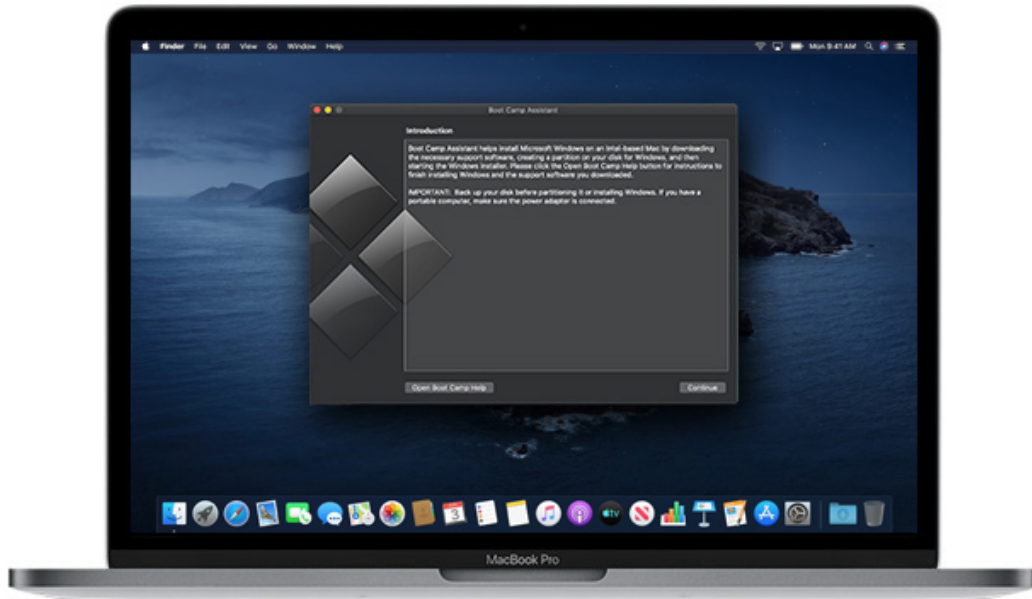 Finder File Edit View Go Window Help
Mon 9:41 AM
Boot Camp Assistant
Introduction
Boot Camp Assistant helps install Microsoft Windows on an Intel-based Mac by downloading
the necessary support software, creating a partition on your disk for Windows, and then
starting the Windows installer. Please click the Open Boot Camp Help button for instructions to
finish installing Windows and the support software you downloaded.
IMPORTANT: Back up your disk before partitioning it or installing Windows. If you have a
portable computer, make sure the power adapter is connected.
Open Boot Camp Help
Continue
3
tv
MacBook Pro